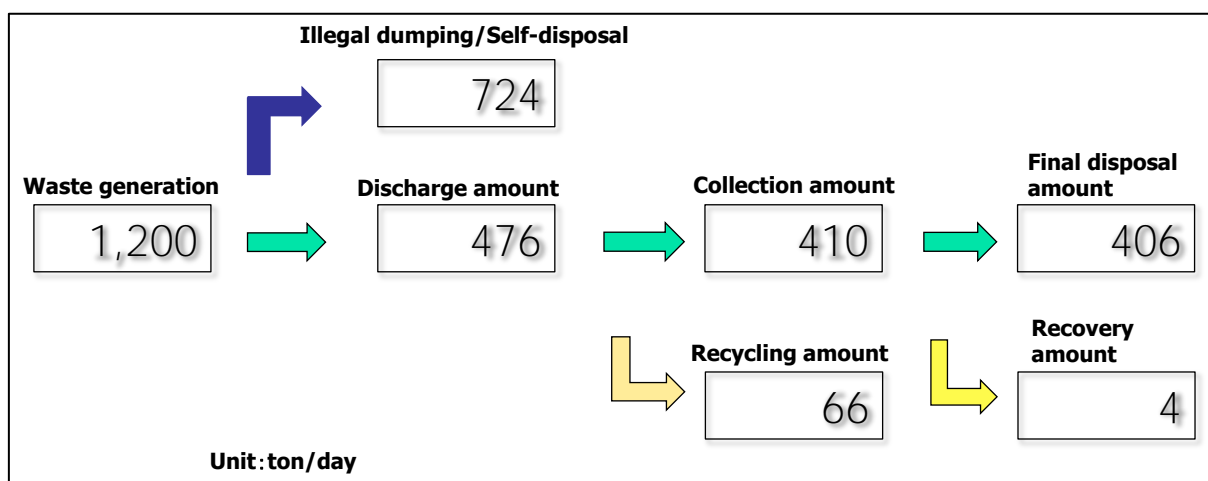 Illegal dumping/Self-disposal
724
Waste generation
1,200
Discharge amount
476
Collection amount
410
Final disposal
amount
406
Recycling amount
66
Recovery
amount
4
Unit:ton/day